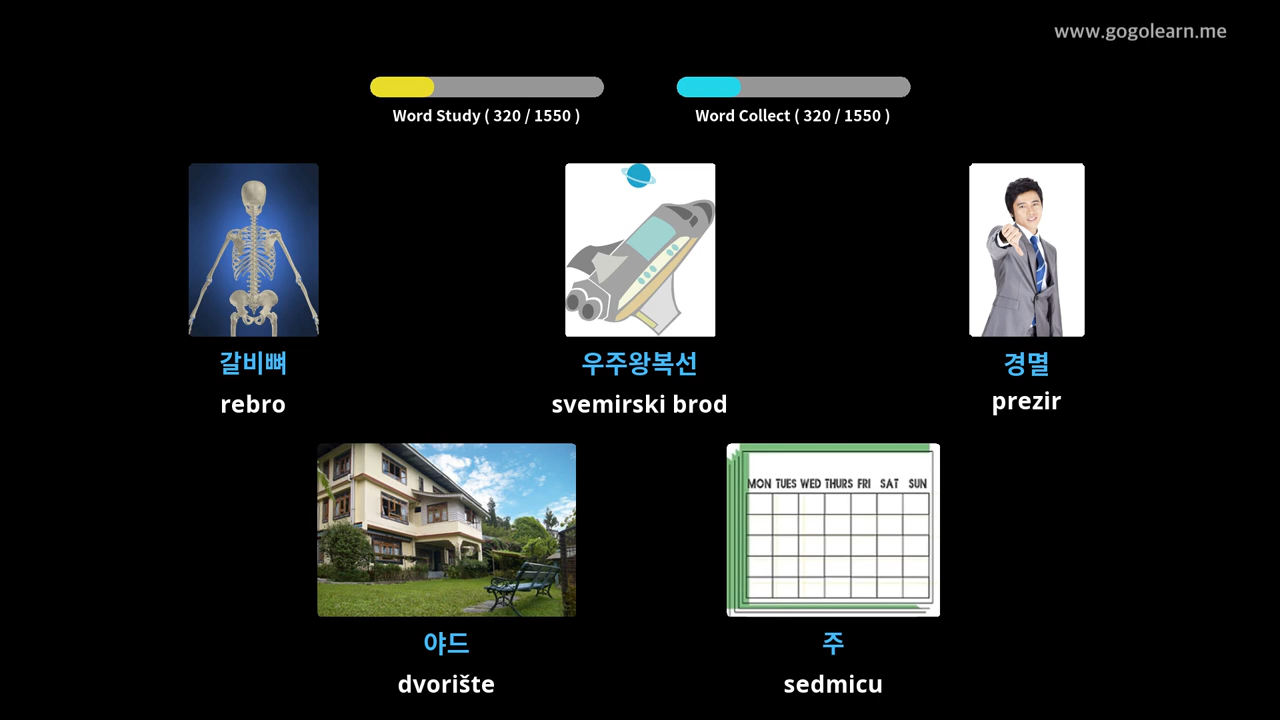 www.gogolearn.me
Word Study ( 320 / 1550 )
Word Collect ( 320 / 1550 )
갈비뼈
rebro
우주왕복선
svemirski brod
경멸
prezir
MON TUES WED THURS FRI SAT SUN
야드
dvorište
주
sedmicu